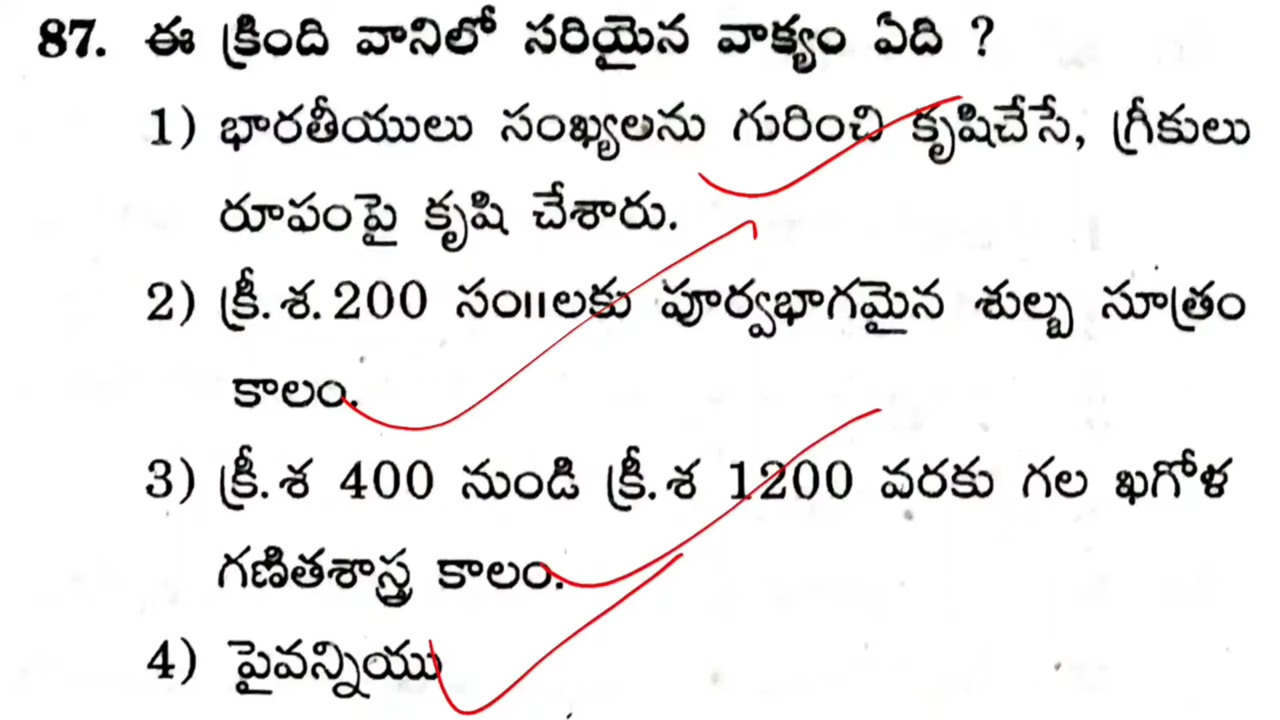 87. ఈ క్రింది వానిలో సరియైన వాక్యం ఏది ?
1) భారతీయులు సంఖ్యలను గురించి కృషిచేసే, గ్రీకులు
రూపంపై కృషి చేశారు.
2) క్రీ.శ.200 సం॥లకు పూర్వభాగమైన శుల్బ సూత్రం
కాలం.
3) క్రీ.శ 400 నుండి క్రీ.శ 1200 వరకు గల ఖగోళ
గణితశాస్త్ర కాలం.
4) పైవన్నియు